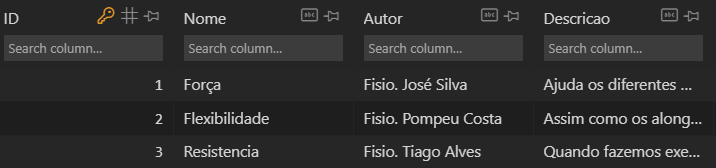 ID Nome Autor Descricao
Search column... Search column... Search column... Search column...
1 Força Fisio. José Silva Ajuda os diferentes ...
2 Flexibilidade Fisio. Pompeu Costa Assim como os along...
3 Resistencia Fisio. Tiago Alves Quando fazemos exe...